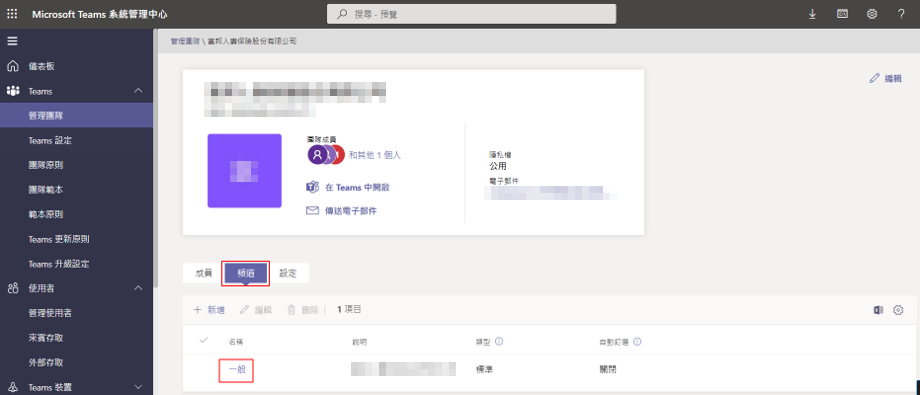 Microsoft Teams 系統管理中心
搜尋 - 預覽
?
管理團隊 \ 富邦人壽保險股份有限公司
儀表板
Teams
管理團隊
Teams 設定
團隊原則
團隊範本
範本原則
Teams 更新原則
Teams 升級設定
使用者
管理使用者
來賓存取
外部存取
Teams 裝置
編輯
團隊成員
和其他 1 個人
在 Teams 中開啟
傳送電子郵件
隱私權
公用
電子郵件
成員
頻道
設定
+ 新增
編輯
刪除
1 項目
名稱
說明
類型
自動釘選
一般
標準
關閉